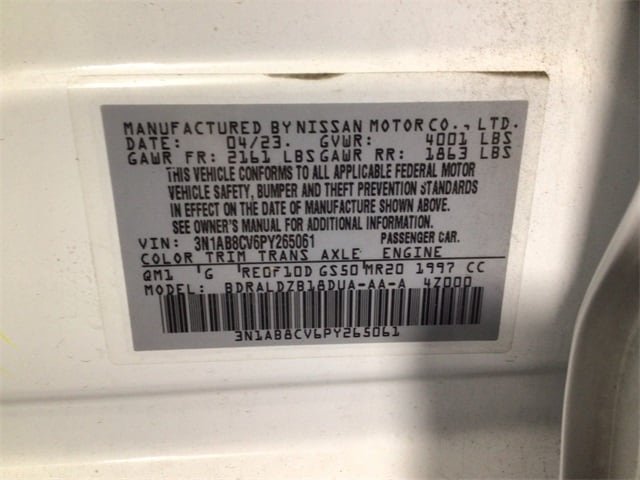 MANUFACTURED BY NISSAN MOTOR CO., LTD.
DATE: 04/23. GVWR: 4001 LBS
GAWR FR: 2161 LBS GAWR RR: 1863 LBS
THIS VEHICLE CONFORMS TO ALL APPLICABLE FEDERAL MOTOR
VEHICLE SAFETY, BUMPER AND THEFT PREVENTION STANDARDS
IN EFFECT ON THE DATE OF MANUFACTURE SHOWN ABOVE.
SEE OWNER'S MANUAL FOR ADDITIONAL INFORMATION.
VIN: 3N1AB8CV6PY265061 PASSENGER CAR.
COLOR TRIM TRANS AXLE ENGINE
QM1 G RE0F10D GS50 MR20 1997 CC
MODEL: BDRALDZB18DUA-AA-A 4Z000
3N1AB8CV6PY265061